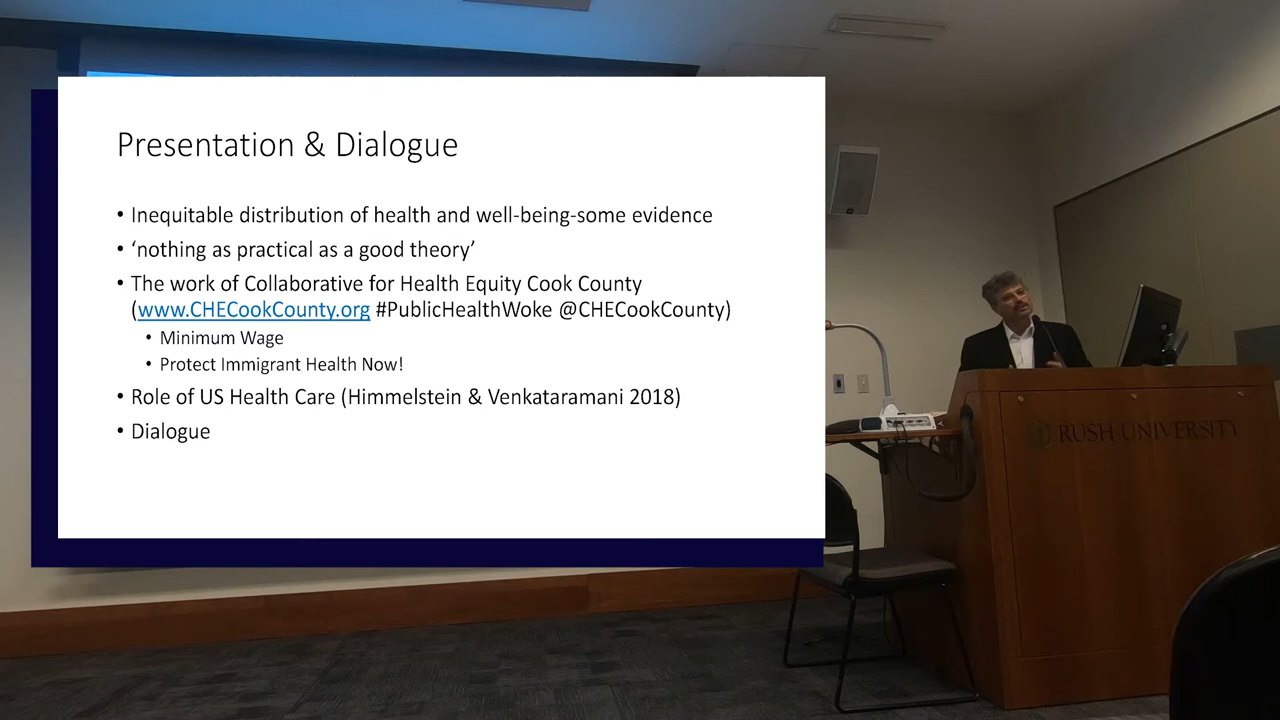 Presentation & Dialogue
• Inequitable distribution of health and well-being-some evidence
• ‘nothing as practical as a good theory’
• The work of Collaborative for Health Equity Cook County
(www.CHECookCounty.org #PublicHealthWoke @CHECookCounty)
• Minimum Wage
• Protect Immigrant Health Now!
• Role of US Health Care (Himmelstein & Venkataramani 2018)
• Dialogue
RUSH UNIVERSITY